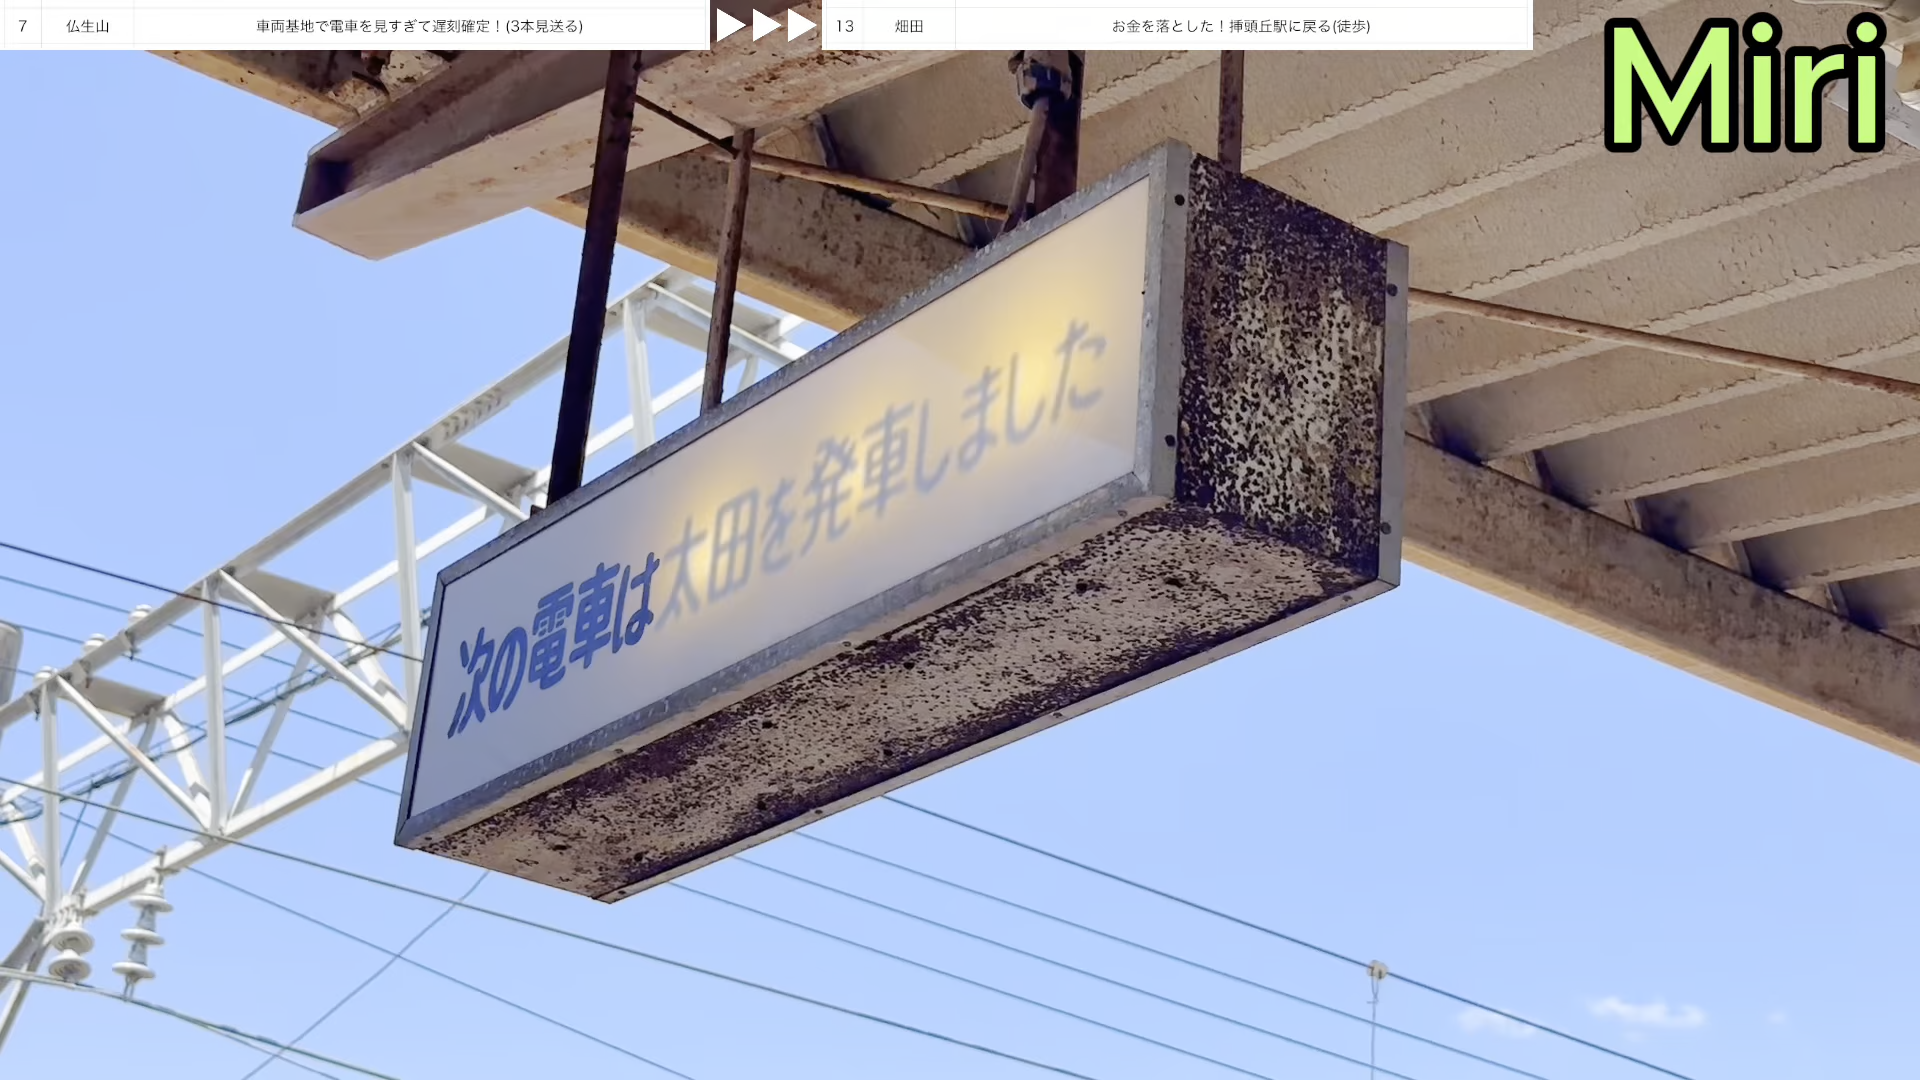 7 仏生山 車両基地で電車を見すぎて遅刻確定！(3本見送る)
13 畑田 お金を落とした！挿頭丘駅に戻る(徒歩)
Miri
次の電車は太田を発車しました